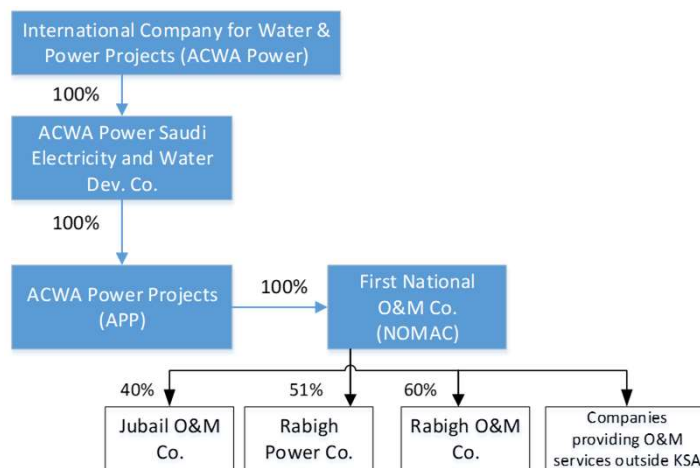 International Company for Water &
Power Projects (ACWA Power)
100%
ACWA Power Saudi
Electricity and Water
Dev. Co.
100%
ACWA Power Projects
(APP)
100%
First National
O&M Co.
(NOMAC)
40%
51%
60%
Jubail O&M
Co.
Rabigh
Power Co.
Rabigh O&M
Co.
Companies
providing O&M
services outside KSA